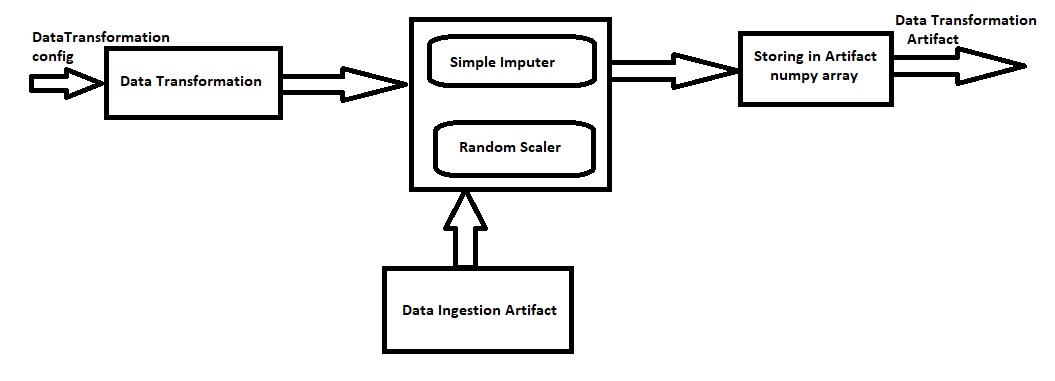 DataTransformation
config
Data Transformation
Simple Imputer
Random Scaler
Data Ingestion Artifact
Storing in Artifact
numpy array
Data Transformation
Artifact